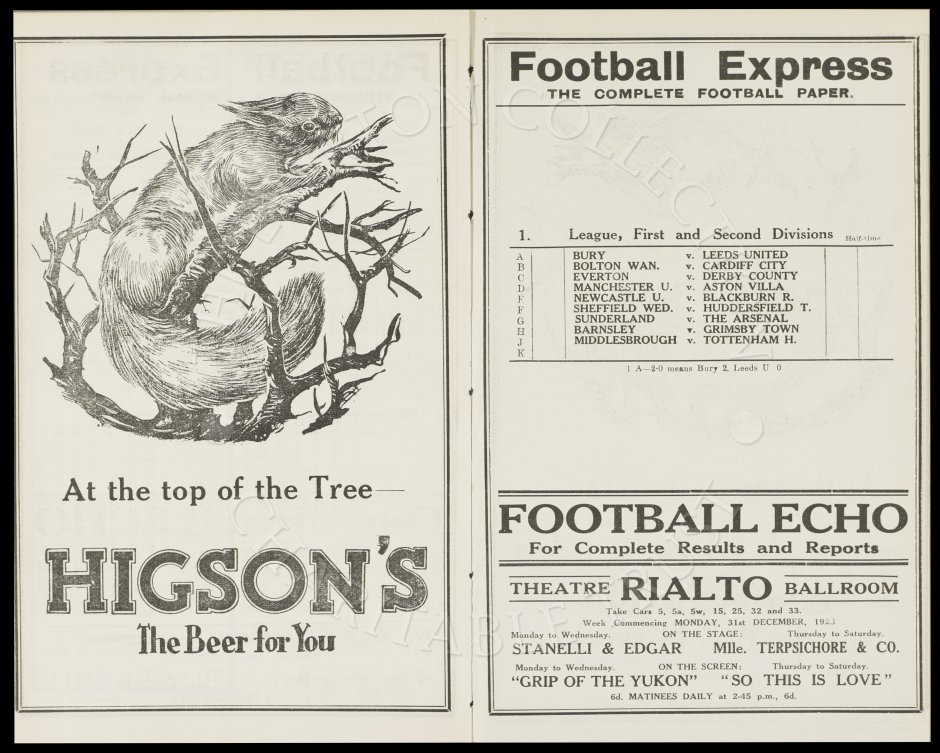 At the top of the Tree—
HIGSON'S
The Beer for You
Football Express
THE COMPLETE FOOTBALL PAPER.
1. League, First and Second Divisions Half-time
A BURY v. LEEDS UNITED
B BOLTON WAN. v. CARDIFF CITY
C EVERTON v. DERBY COUNTY
D MANCHESTER U. v. ASTON VILLA
E NEWCASTLE U. v. BLACKBURN R.
F SHEFFIELD WED. v. HUDDERSFIELD T.
G SUNDERLAND v. THE ARSENAL
H BARNSLEY v. GRIMSBY TOWN
J MIDDLESBROUGH v. TOTTENHAM H.
K
1 A—2-0 means Bury 2, Leeds U 0
FOOTBALL ECHO
For Complete Results and Reports
THEATRE RIALTO BALLROOM
Take Cars 5, 5a, 5w, 15, 25, 32 and 33.
Week Commencing MONDAY, 31st DECEMBER, 1928
Monday to Wednesday. ON THE STAGE: Thursday to Saturday.
STANELLI & EDGAR Mlle. TERPSICHORE & CO.
Monday to Wednesday. ON THE SCREEN: Thursday to Saturday.
"GRIP OF THE YUKON" "SO THIS IS LOVE"
6d. MATINEES DAILY at 2-45 p.m., 6d.
CHARITABLE TRUST